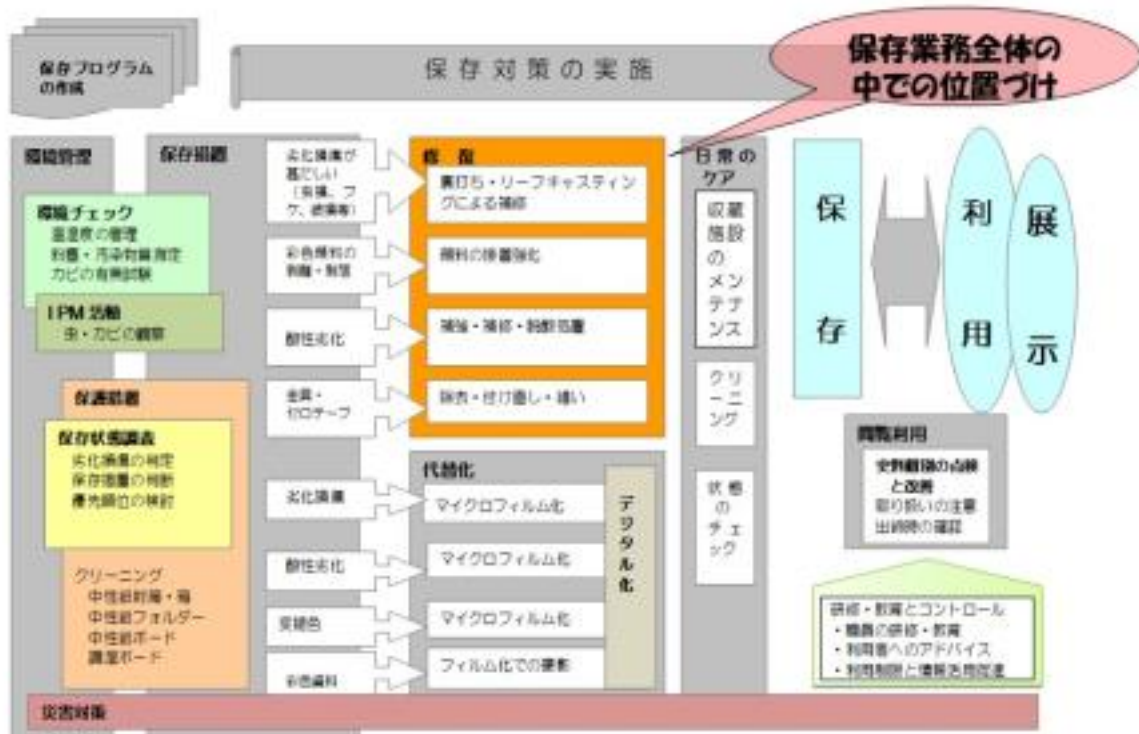 保存プログラム
の作成
保存対策の実施
保存業務全体の
中での位置づけ
環境管理
環境チェック
温湿度の管理
粉塵・汚染物質測定
カビの有無試験
IPM活動
虫・カビの観察
保存措置
保護措置
保存状態調査
劣化損傷の判定
保存措置の判断
優先順位の検討
クリーニング
中性紙封筒・箱
中性紙フォルダー
中性紙ボード
調湿ボード
劣化損傷が
甚だしい
(虫損、フ
ケ、破損等)
彩色顔料の
剥離・剥落
酸性劣化
金具・
セロテープ
劣化損傷
酸性劣化
変褪色
彩色
修復
裏打ち・リーフキャスティン
グによる補修
顔料の接着強化
補強・補修・脱酸処置
除去・付け直し・繕い
代替化
マイクロフィルム化
マイクロフィルム化
マイクロフィルム化
フィルム化での撮影
デジタル化
日常の
ケア
収蔵施設のメンテナンス
クリーニング
状態のチェック
保存
利用
展示
閲覧利用
史料個別の点検
と改善
取り扱いの注意
出納時の確認
研修・教育とコントロール
・職員の研修・教育
・利用者へのアドバイス
・利用制限と情報活用促進
災害対策